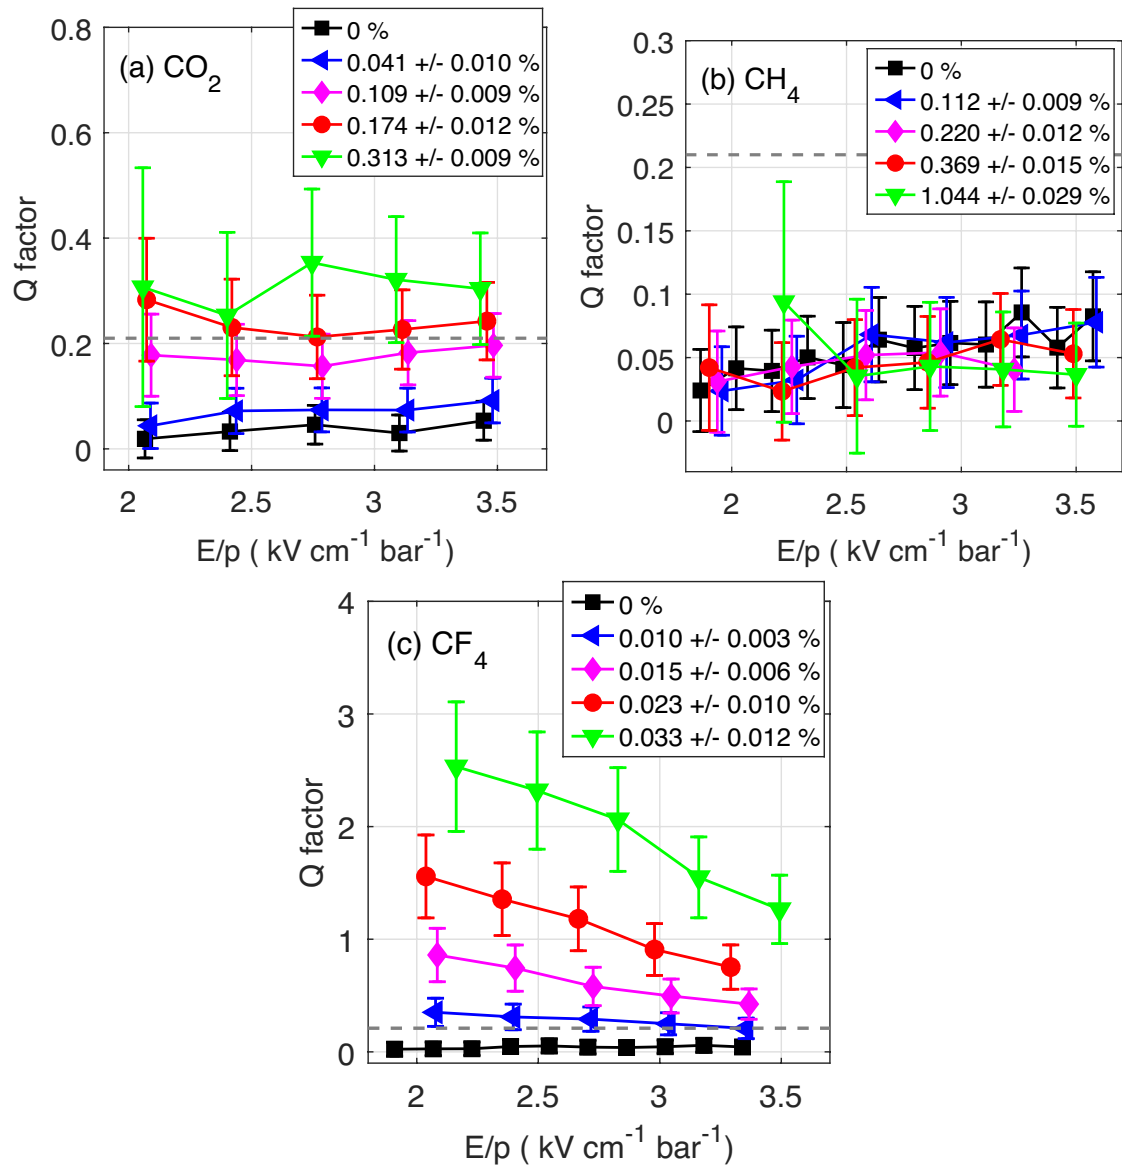 (a) CO2
0 %
0.041 +/- 0.010 %
0.109 +/- 0.009 %
0.174 +/- 0.012 %
0.313 +/- 0.009 %
0.8
0.6
0.4
0.2
0
Q factor
2
2.5
3
3.5
E/p ( kV cm-1 bar-1)
(b) CH4
0 %
0.112 +/- 0.009 %
0.220 +/- 0.012 %
0.369 +/- 0.015 %
1.044 +/- 0.029 %
0.3
0.25
0.2
0.15
0.1
0.05
0
Q factor
2
2.5
3
3.5
E/p ( kV cm-1 bar-1)
(c) CF4
0 %
0.010 +/- 0.003 %
0.015 +/- 0.006 %
0.023 +/- 0.010 %
0.033 +/- 0.012 %
4
3
2
1
0
Q factor
2
2.5
3
3.5
E/p ( kV cm-1 bar-1)